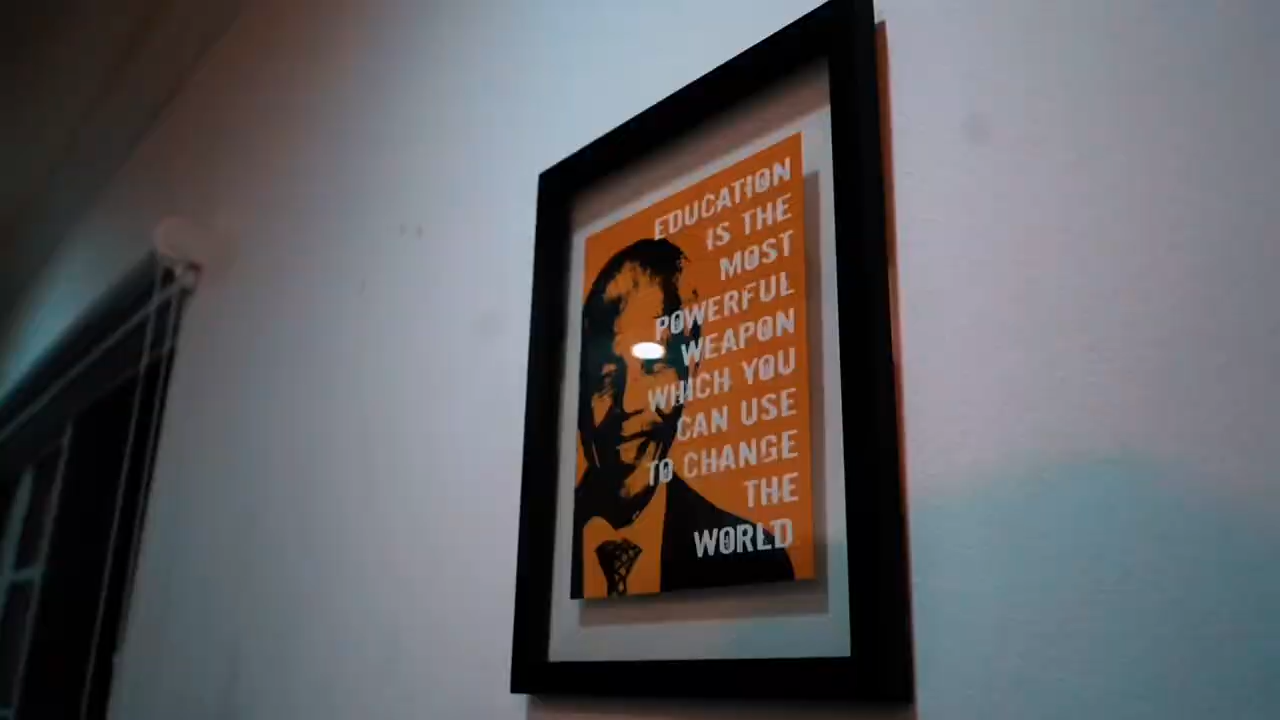 EDUCATION
IS THE
MOST
POWERFUL
WEAPON
WHICH YOU
CAN USE
TO CHANGE
THE
WORLD